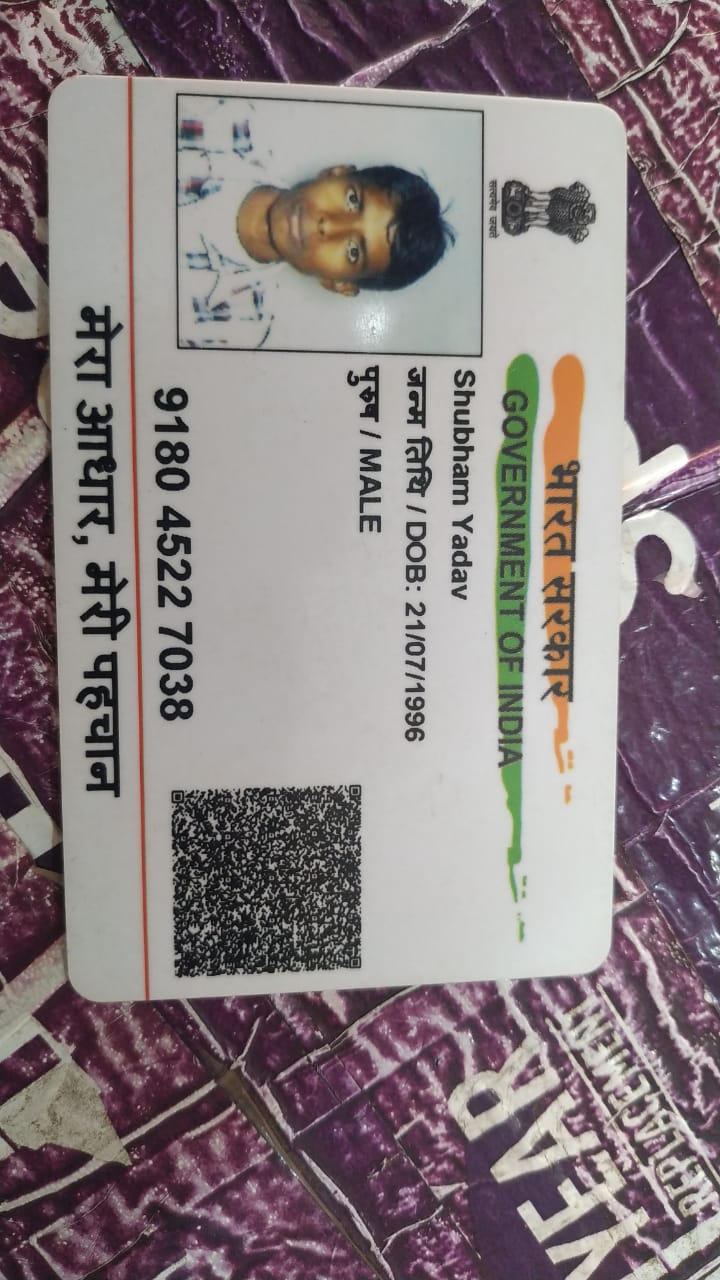 सत्यमेव जयते
भारत सरकार
GOVERNMENT OF INDIA
Shubham Yadav
जन्म तिथि / DOB: 21/07/1996
पुरुष / MALE
9180 4522 7038
मेरा आधार, मेरी पहचान
YEAR
REPLACEMENT